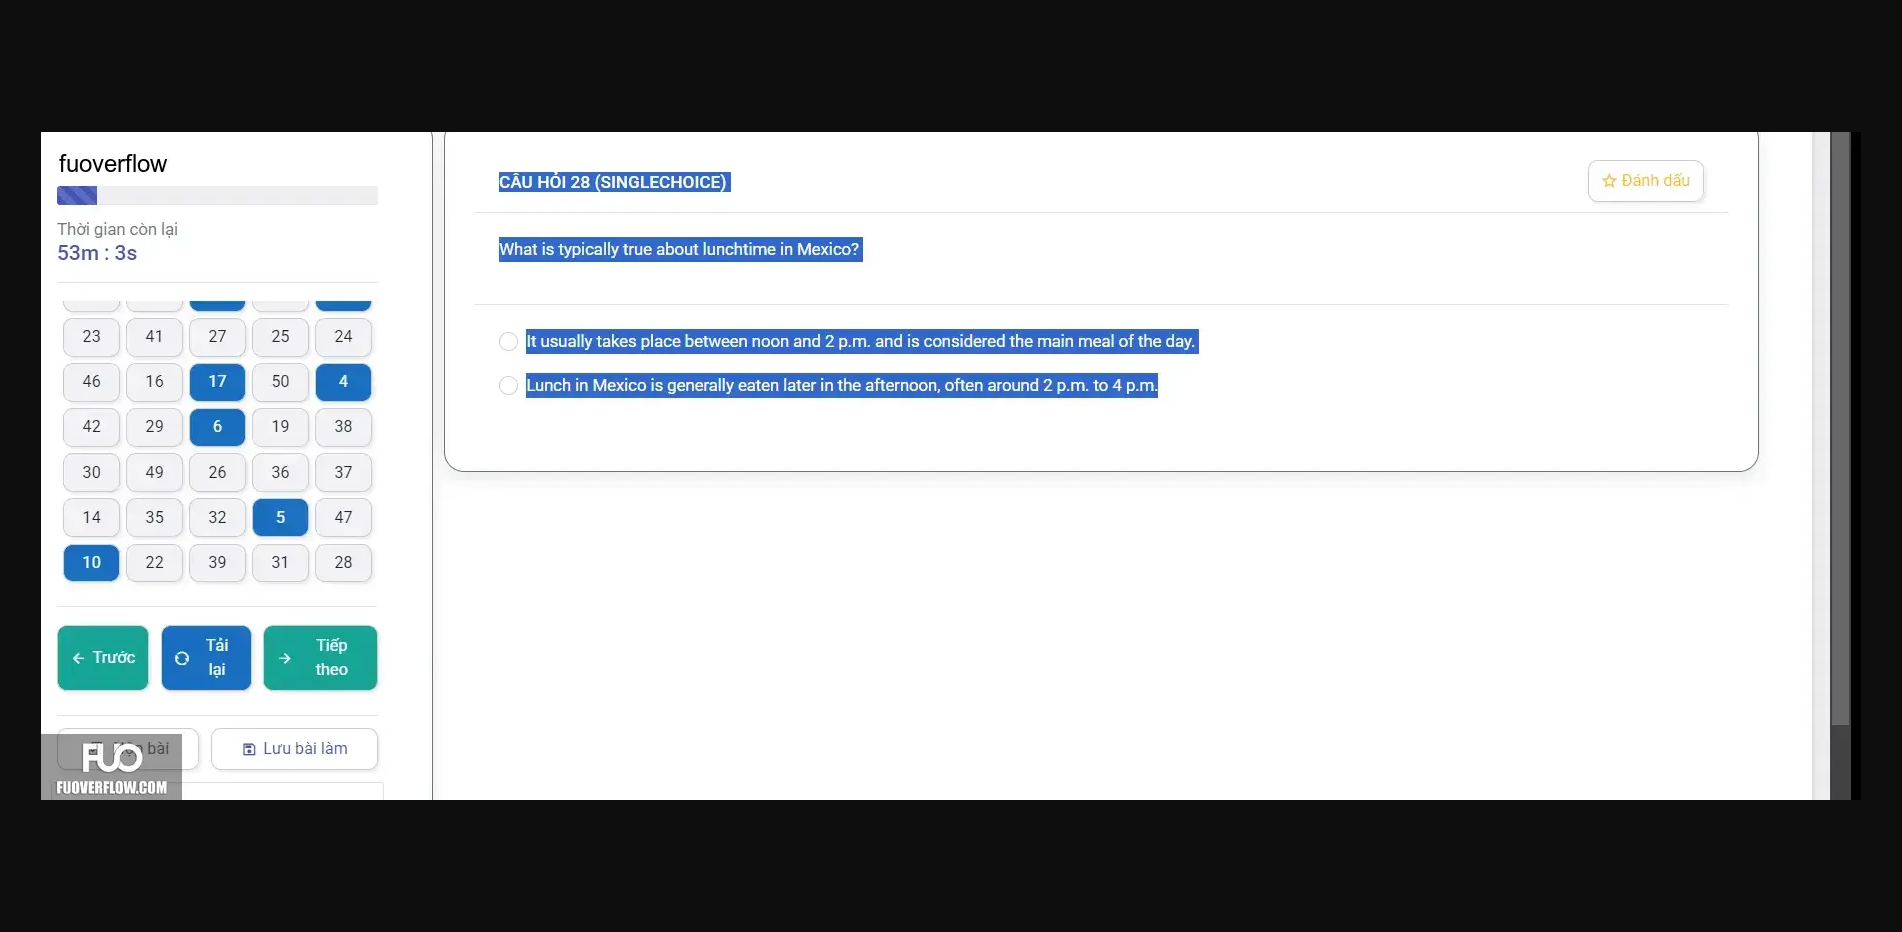 fuoverflow
Thời gian còn lại
53m : 3s
23 41 27 25 24
46 16 17 50 4
42 29 6 19 38
30 49 26 36 37
14 35 32 5 47
10 22 39 31 28
Trước
Tải lại
Tiếp theo
bài
Lưu bài làm
FUO
FUOVERFLOW.COM
CÂU HỎI 28 (SINGLECHOICE)
Đánh dấu
What is typically true about lunchtime in Mexico?
It usually takes place between noon and 2 p.m. and is considered the main meal of the day.
Lunch in Mexico is generally eaten later in the afternoon, often around 2 p.m. to 4 p.m.